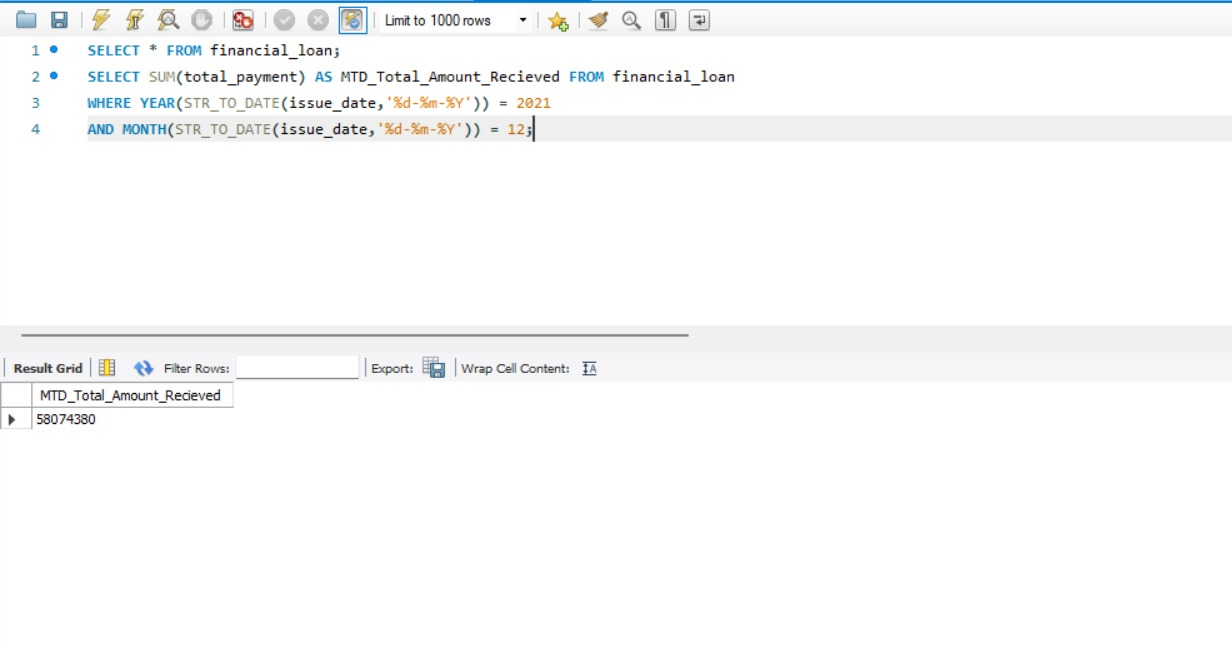 Limit to 1000 rows
1 SELECT * FROM financial_loan;
2 SELECT SUM(total_payment) AS MTD_Total_Amount_Recieved FROM financial_loan
3 WHERE YEAR(STR_TO_DATE(issue_date,'%d-%m-%Y')) = 2021
4 AND MONTH(STR_TO_DATE(issue_date,'%d-%m-%Y')) = 12;
Result Grid Filter Rows: Export: Wrap Cell Content: IA
MTD_Total_Amount_Recieved
58074380